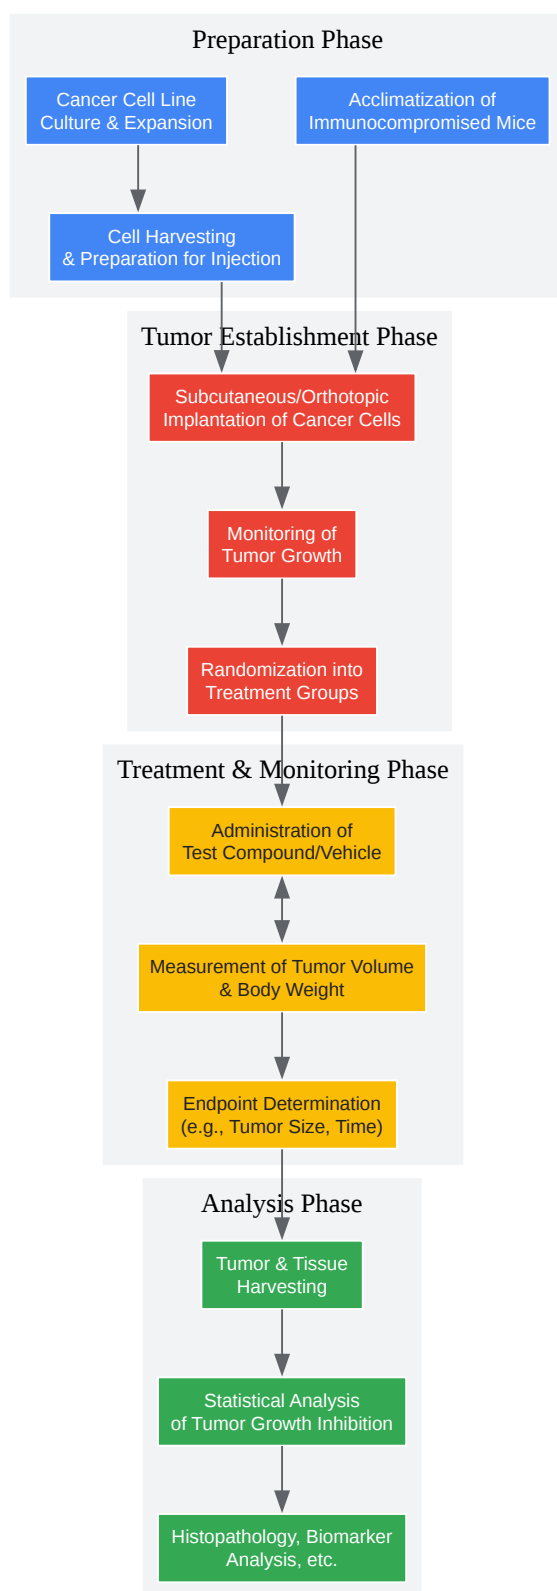 Preparation Phase
Cancer Cell Line
Culture & Expansion
Acclimatization of
Immunocompromised Mice
Cell Harvesting
& Preparation for Injection
Tumor Establishment Phase
Subcutaneous/Orthotopic
Implantation of Cancer Cells
Monitoring of
Tumor Growth
Randomization into
Treatment Groups
Treatment & Monitoring Phase
Administration of
Test Compound/Vehicle
Measurement of Tumor Volume
& Body Weight
Endpoint Determination
(e.g., Tumor Size, Time)
Analysis Phase
Tumor & Tissue
Harvesting
Statistical Analysis
of Tumor Growth Inhibition
Histopathology, Biomarker
Analysis, etc.